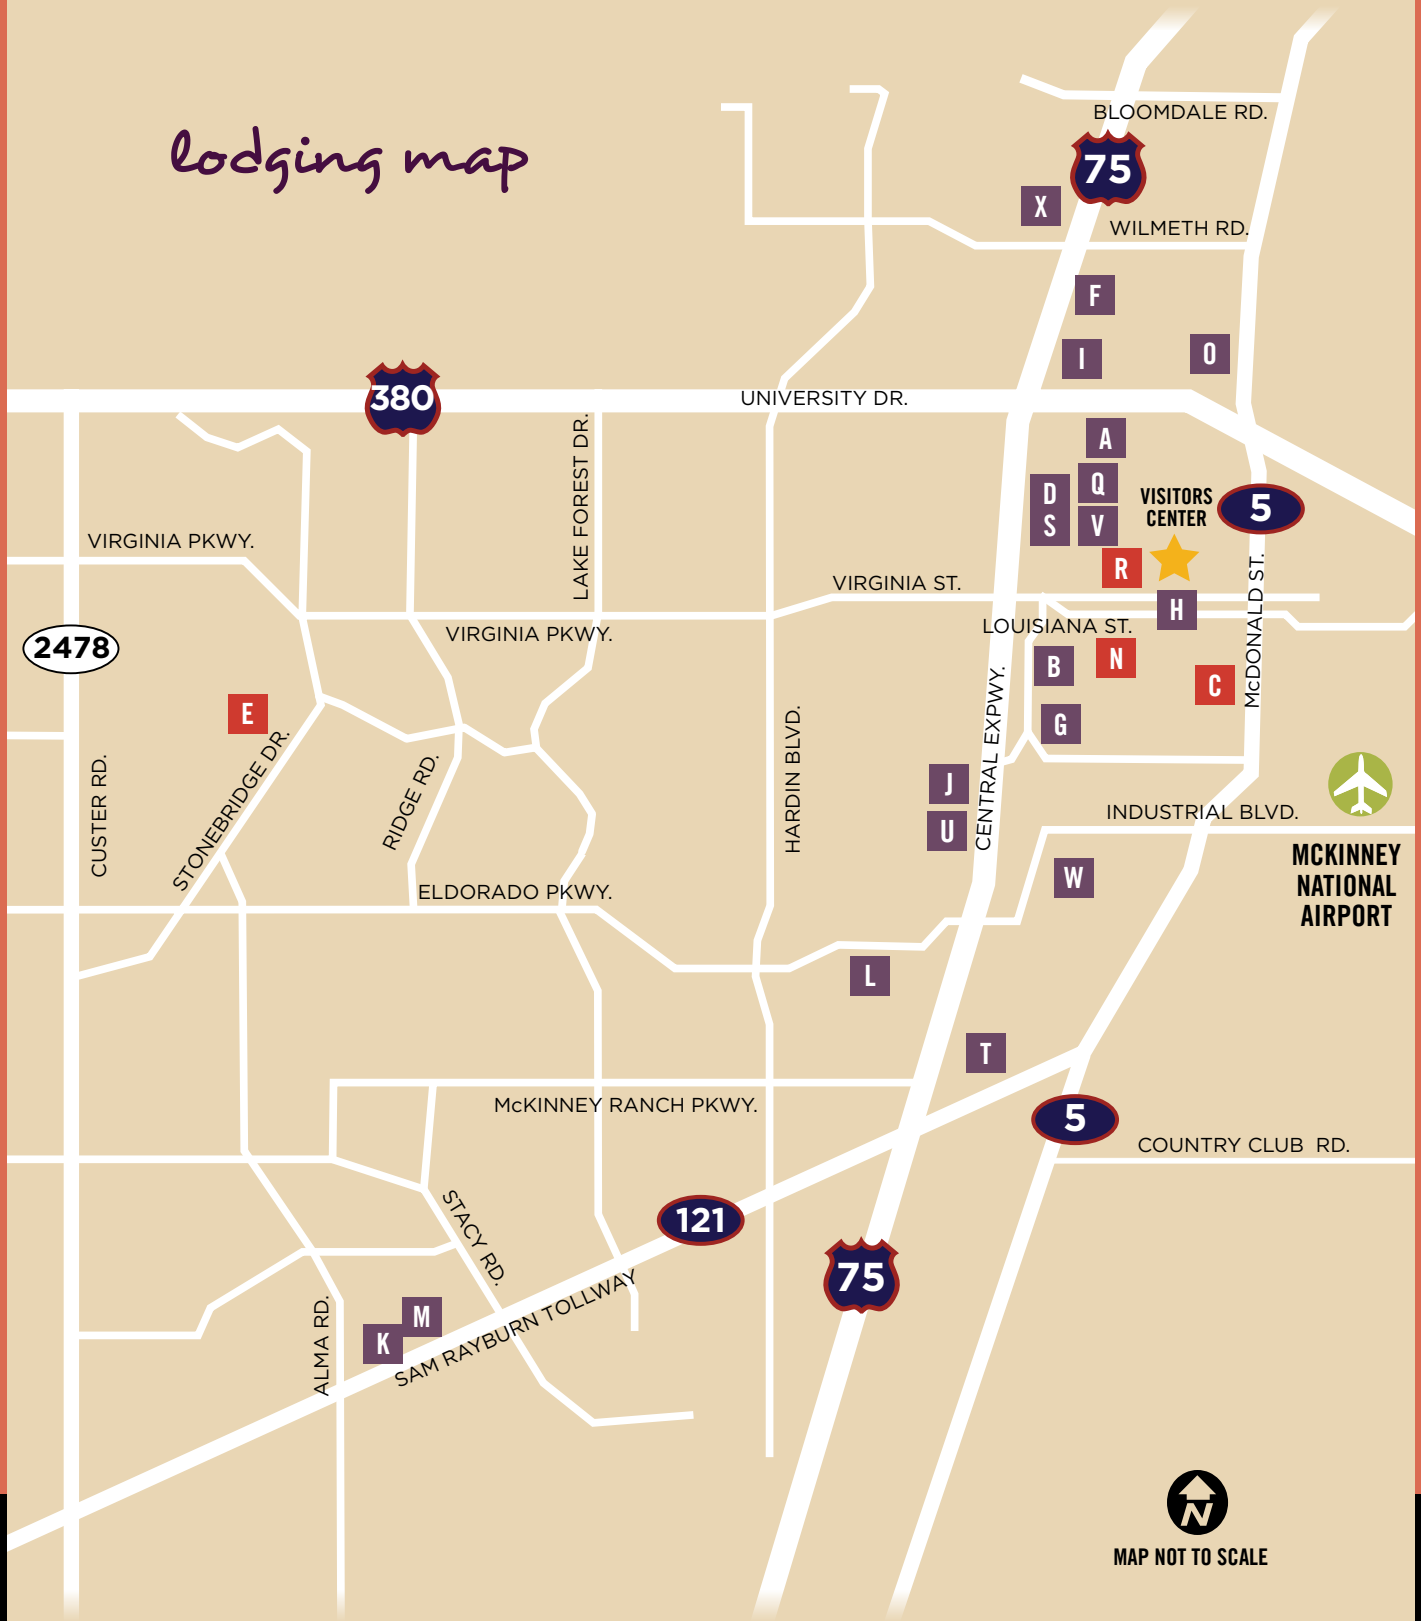 lodging map
BLOOMDALE RD.
75
X
WILMETH RD.
F
I
O
380
UNIVERSITY DR.
A
LAKE FOREST DR.
D
Q
S
V
VISITORS
CENTER
5
VIRGINIA PKWY.
R
VIRGINIA ST.
H
McDONALD ST.
LOUISIANA ST.
VIRGINIA PKWY.
2478
B
N
C
E
G
STONEBRIDGE DR.
CUSTER RD.
RIDGE RD.
HARDIN BLVD.
CENTRAL EXPWY.
J
U
INDUSTRIAL BLVD.
MCKINNEY
NATIONAL
AIRPORT
W
ELDORADO PKWY.
L
T
McKINNEY RANCH PKWY.
5
COUNTRY CLUB RD.
STACY RD.
121
75
ALMA RD.
M
K
SAM RAYBURN TOLLWAY
N
MAP NOT TO SCALE